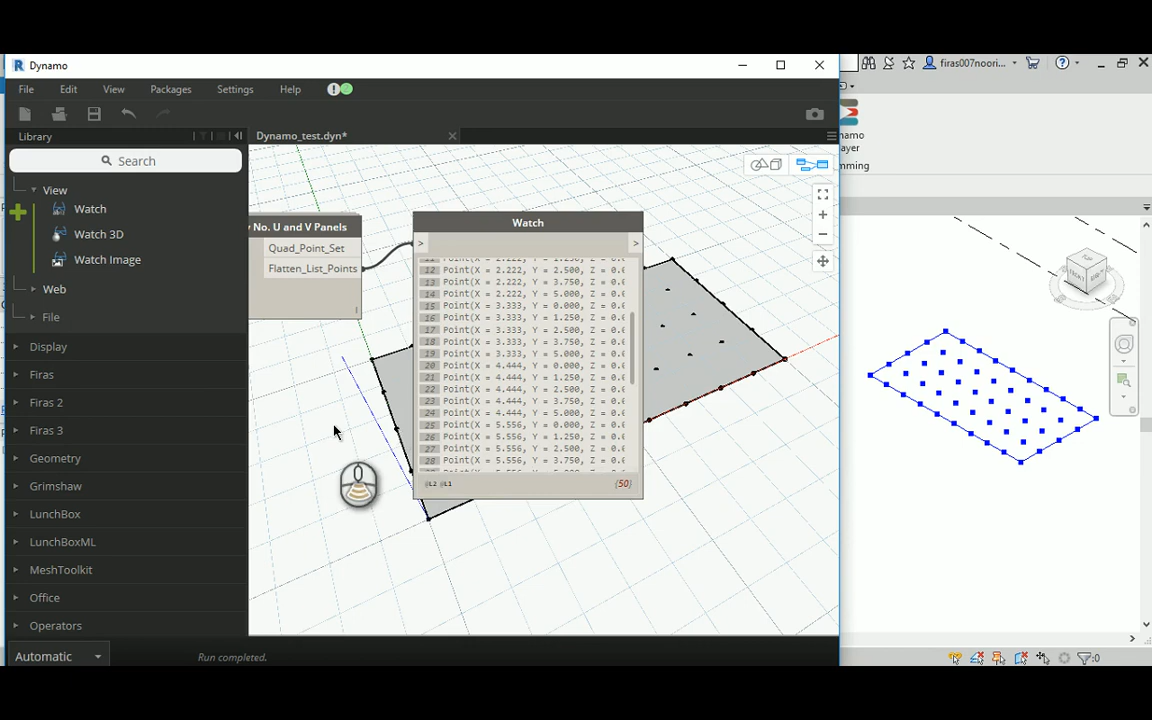 Dynamo
firas007noori...
File Edit View Packages Settings Help
Library
Dynamo_test.dyn*
Search
View
Watch
Watch 3D
Watch Image
Web
File
Display
Firas
Firas 2
Firas 3
Geometry
Grimshaw
LunchBox
LunchBoxML
MeshToolkit
Office
Operators
Automatic
Run completed.
No. U and V Panels
Quad_Point_Set
Flatten_List_Points
Watch
12 Point(X = 2.222, Y = 2.500, Z = 0.0
13 Point(X = 2.222, Y = 3.750, Z = 0.0
14 Point(X = 2.222, Y = 5.000, Z = 0.0
15 Point(X = 3.333, Y = 0.000, Z = 0.0
16 Point(X = 3.333, Y = 1.250, Z = 0.0
17 Point(X = 3.333, Y = 2.500, Z = 0.0
18 Point(X = 3.333, Y = 3.750, Z = 0.0
19 Point(X = 3.333, Y = 5.000, Z = 0.0
20 Point(X = 4.444, Y = 0.000, Z = 0.0
21 Point(X = 4.444, Y = 1.250, Z = 0.0
22 Point(X = 4.444, Y = 2.500, Z = 0.0
23 Point(X = 4.444, Y = 3.750, Z = 0.0
24 Point(X = 4.444, Y = 5.000, Z = 0.0
25 Point(X = 5.556, Y = 0.000, Z = 0.0
26 Point(X = 5.556, Y = 1.250, Z = 0.0
27 Point(X = 5.556, Y = 2.500, Z = 0.0
28 Point(X = 5.556, Y = 3.750, Z = 0.0
@L2 @L1 {50}
namo
ayer
mming
TOP
FRONT
:0